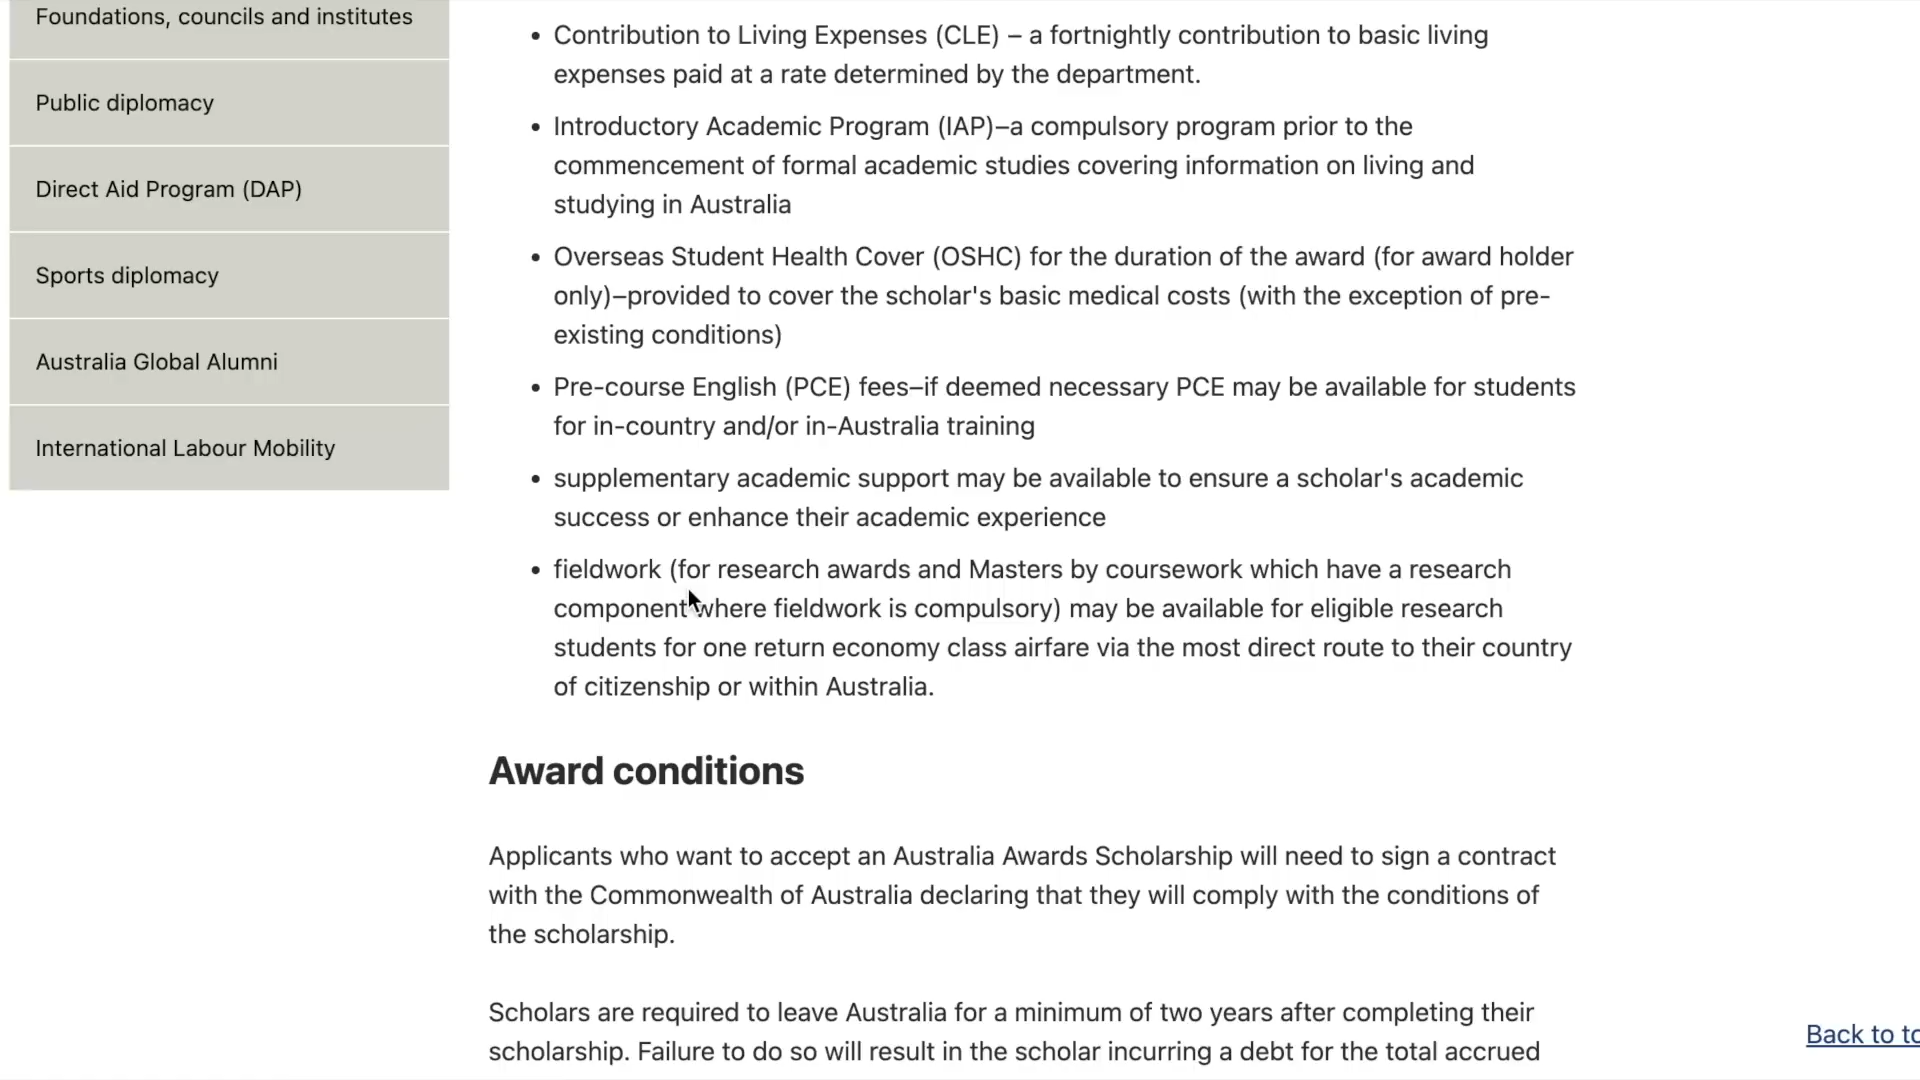 Foundations, councils and institutes
Public diplomacy
Direct Aid Program (DAP)
Sports diplomacy
Australia Global Alumni
International Labour Mobility
• Contribution to Living Expenses (CLE) – a fortnightly contribution to basic living
expenses paid at a rate determined by the department.
• Introductory Academic Program (IAP)–a compulsory program prior to the
commencement of formal academic studies covering information on living and
studying in Australia
• Overseas Student Health Cover (OSHC) for the duration of the award (for award holder
only)–provided to cover the scholar's basic medical costs (with the exception of pre-
existing conditions)
• Pre-course English (PCE) fees–if deemed necessary PCE may be available for students
for in-country and/or in-Australia training
• supplementary academic support may be available to ensure a scholar's academic
success or enhance their academic experience
• fieldwork (for research awards and Masters by coursework which have a research
component where fieldwork is compulsory) may be available for eligible research
students for one return economy class airfare via the most direct route to their country
of citizenship or within Australia.
Award conditions
Applicants who want to accept an Australia Awards Scholarship will need to sign a contract
with the Commonwealth of Australia declaring that they will comply with the conditions of
the scholarship.
Scholars are required to leave Australia for a minimum of two years after completing their
scholarship. Failure to do so will result in the scholar incurring a debt for the total accrued
Back to to